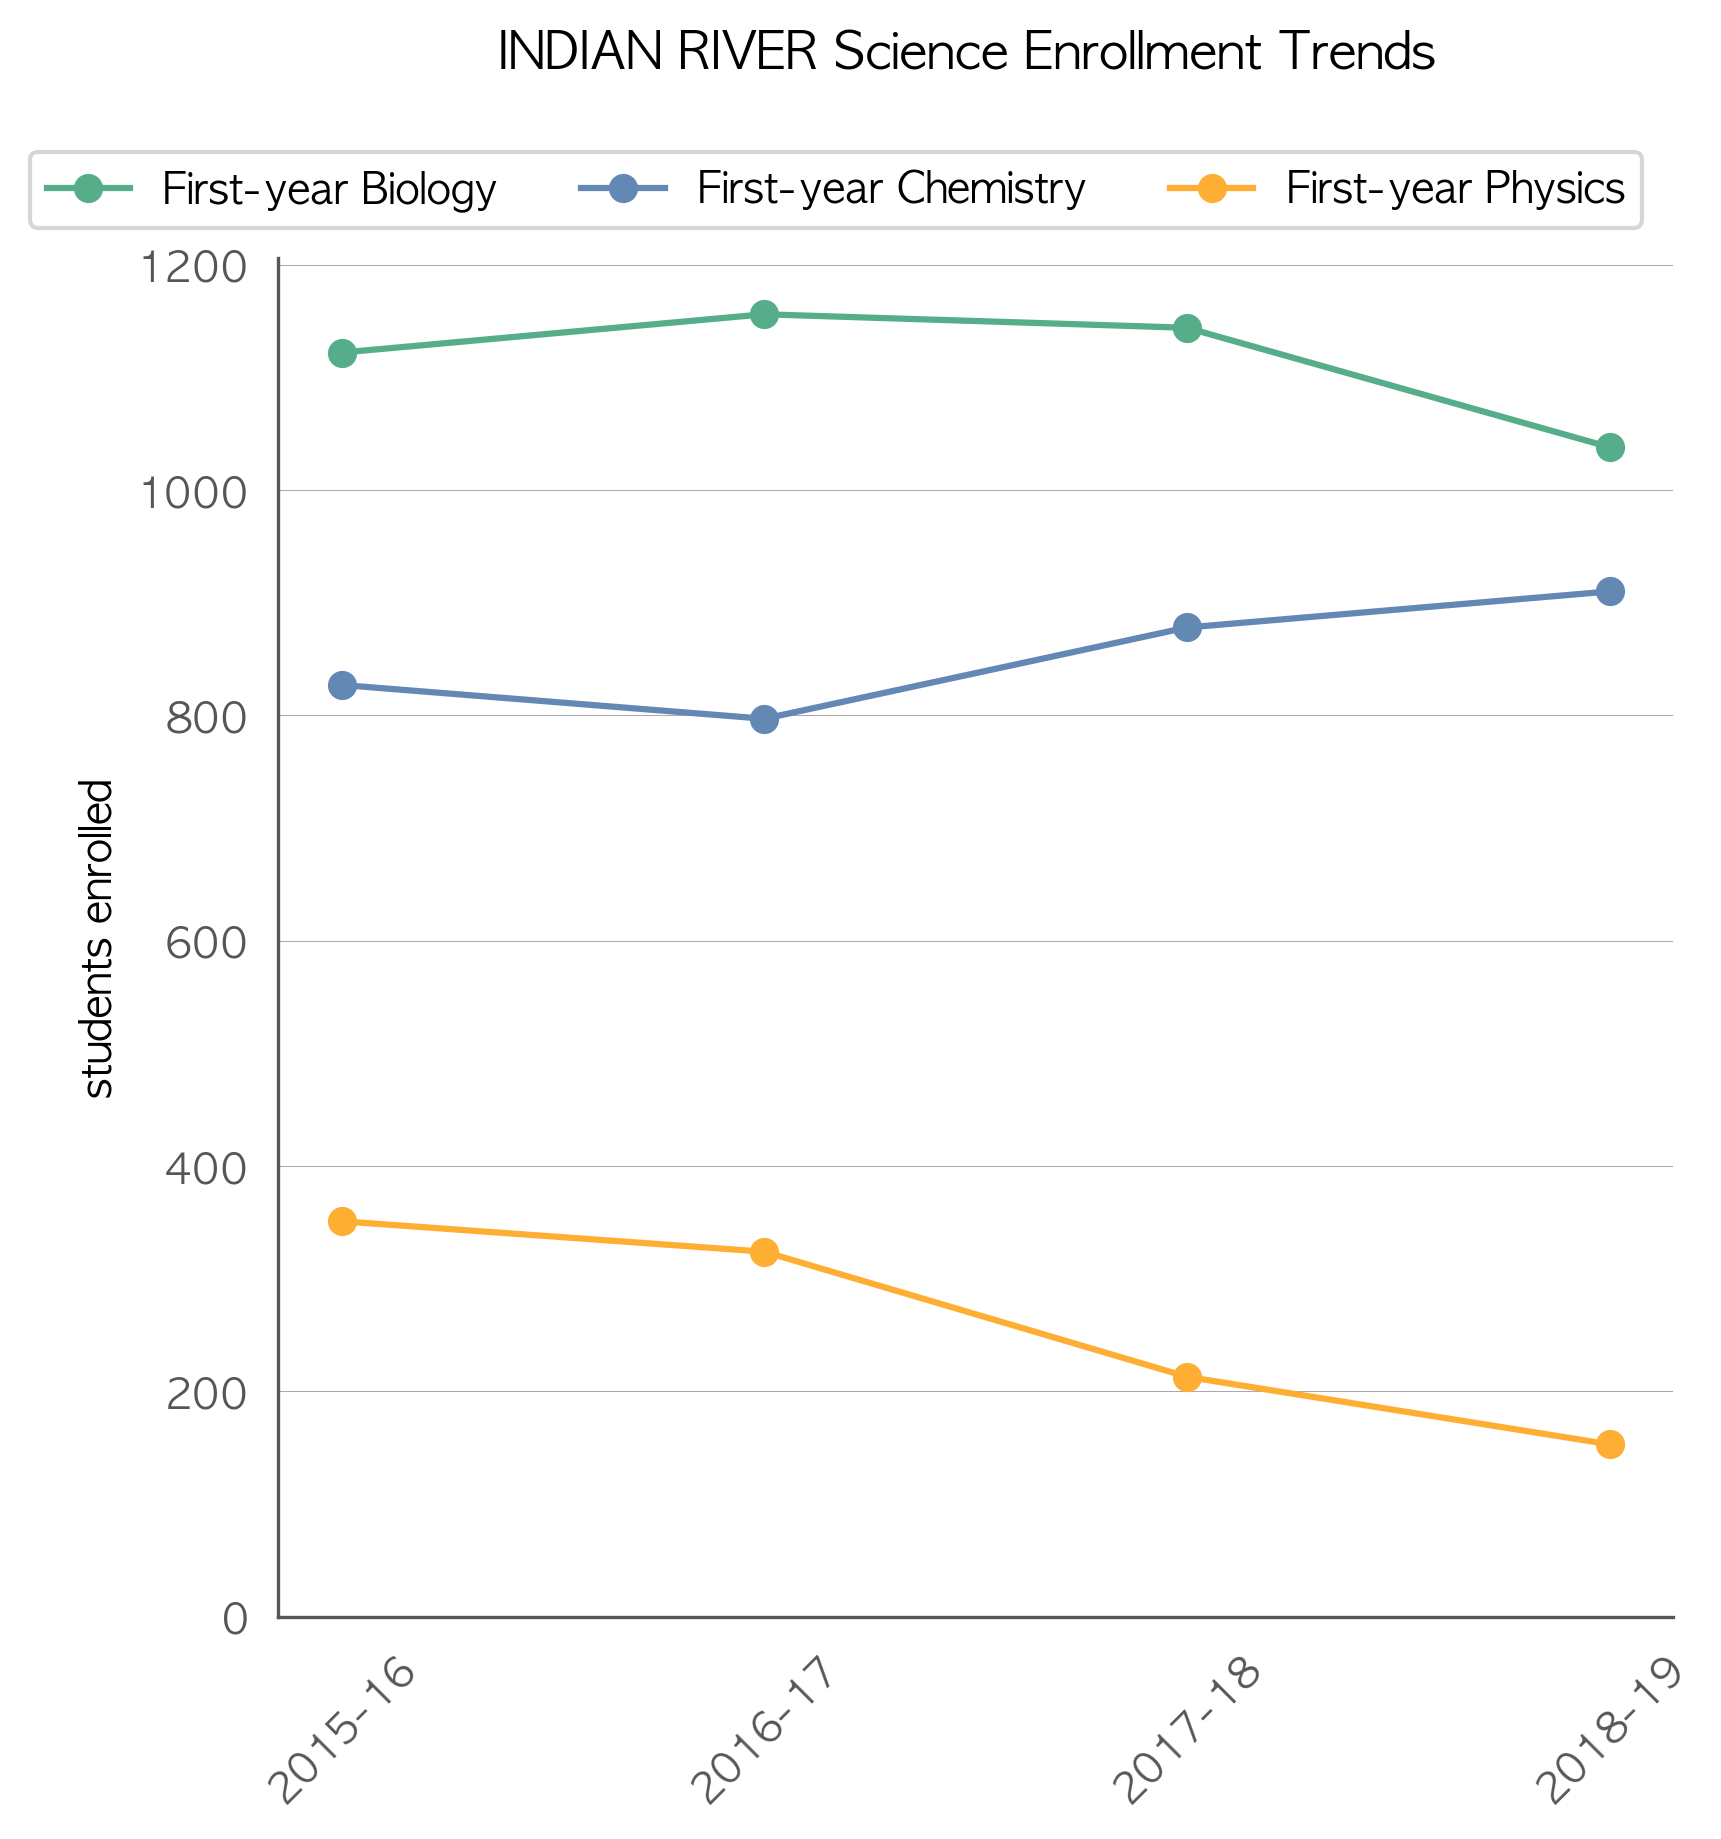 INDIAN RIVER Science Enrollment Trends
First-year Biology First-year Chemistry First-year Physics
1200
1000
800
600
400
200
0
students enrolled
2015-16 2016-17 2017-18 2018-19